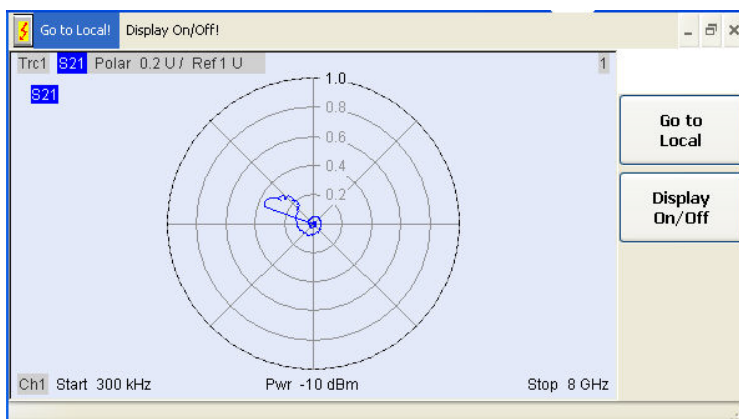 Go to Local! Display On/Off!
Trc1 S21 Polar 0.2 U / Ref 1 U 1
S21
1.0
0.8
0.6
0.4
0.2
Go to
Local
Display
On/Off
Ch1 Start 300 kHz Pwr -10 dBm Stop 8 GHz